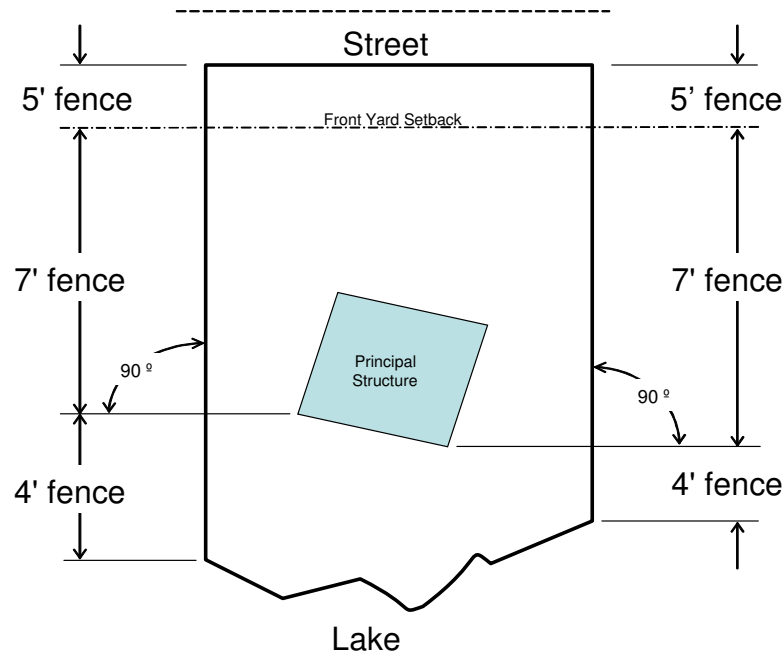 Street
5' fence
5’ fence
Front Yard Setback
7' fence
7' fence
Principal
Structure
90 º
90 º
4' fence
4' fence
Lake